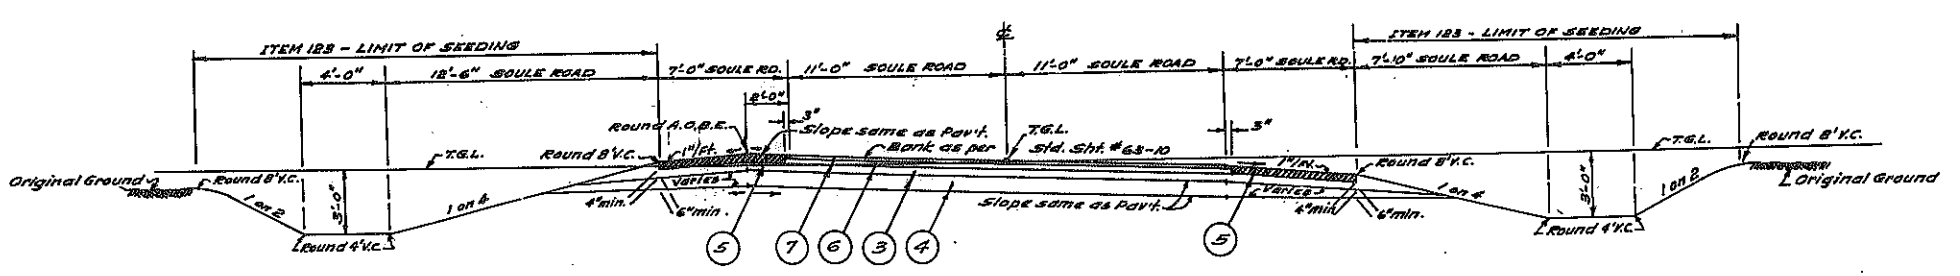 ℄
ITEM 123 - LIMIT OF SEEDING
ITEM 123 - LIMIT OF SEEDING
4'-0" 12'-6" SOULE ROAD 7'-0" SOULE RD. 11'-0" SOULE ROAD 11'-0" SOULE ROAD 7'-0" SOULE RD. 7'-10" SOULE ROAD 4'-0"
2'-0"
3" 3"
Round A.O.B.E. Slope same as Pav't. T.G.L. Round 8'V.C.
T.G.L. Round 8'V.C. 1"/Ft. Bank as per Std. Sht. #63-10 1"/Ft. Round 8'V.C. T.G.L.
Original Ground Round 8'V.C. Varies Varies Original Ground
1 on 2 3'-0" 1 on 4 4"min. 6"min. Slope same as Pav't. 4"min. 6"min. 1 on 4 3'-0" 1 on 2
Round 4'V.C. Round 4'V.C.
5 7 6 3 4 5